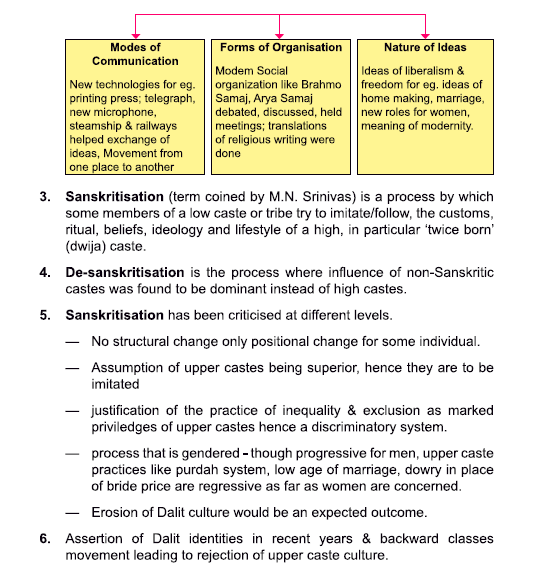 Modes of
Communication
New technologies for eg.
printing press; telegraph,
new microphone,
steamship & railways
helped exchange of
ideas, Movement from
one place to another
Forms of Organisation
Modem Social
organization like Brahmo
Samaj, Arya Samaj
debated, discussed, held
meetings; translations
of religious writing were
done
Nature of Ideas
Ideas of liberalism &
freedom for eg. ideas of
home making, marriage,
new roles for women,
meaning of modernity.
3. Sanskritisation (term coined by M.N. Srinivas) is a process by which
some members of a low caste or tribe try to imitate/follow, the customs,
ritual, beliefs, ideology and lifestyle of a high, in particular ‘twice born’
(dwija) caste.
4. De-sanskritisation is the process where influence of non-Sanskritic
castes was found to be dominant instead of high castes.
5. Sanskritisation has been criticised at different levels.
— No structural change only positional change for some individual.
— Assumption of upper castes being superior, hence they are to be
imitated
— justification of the practice of inequality & exclusion as marked
priviledges of upper castes hence a discriminatory system.
— process that is gendered - though progressive for men, upper caste
practices like purdah system, low age of marriage, dowry in place
of bride price are regressive as far as women are concerned.
— Erosion of Dalit culture would be an expected outcome.
6. Assertion of Dalit identities in recent years & backward classes
movement leading to rejection of upper caste culture.